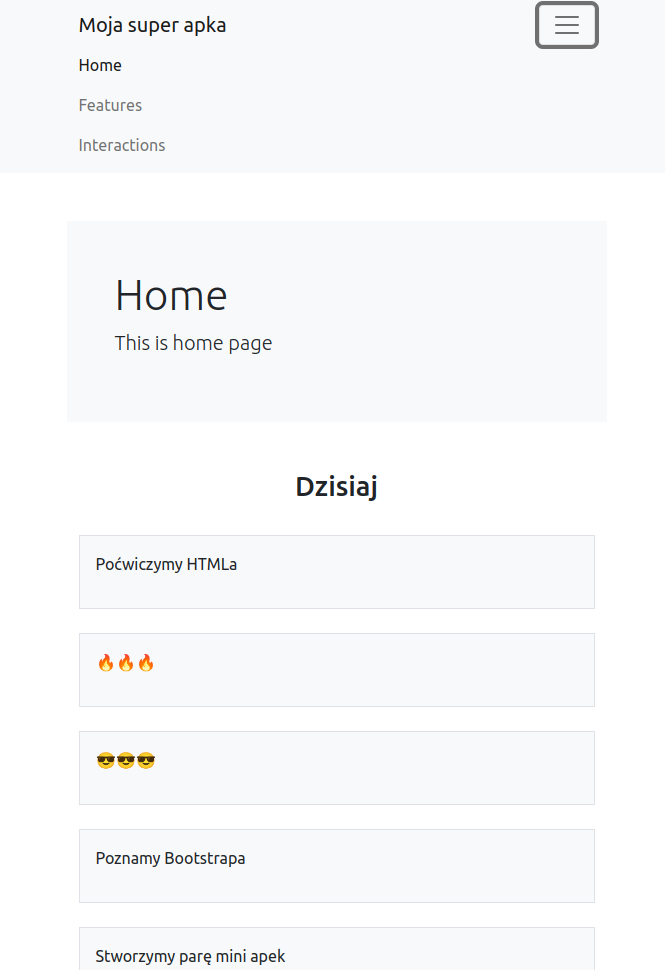 Moja super apka
Home
Features
Interactions
Home
This is home page
Dzisiaj
Poćwiczymy HTMLa
🔥🔥🔥
😎😎😎
Poznamy Bootstrapa
Stworzymy parę mini apek